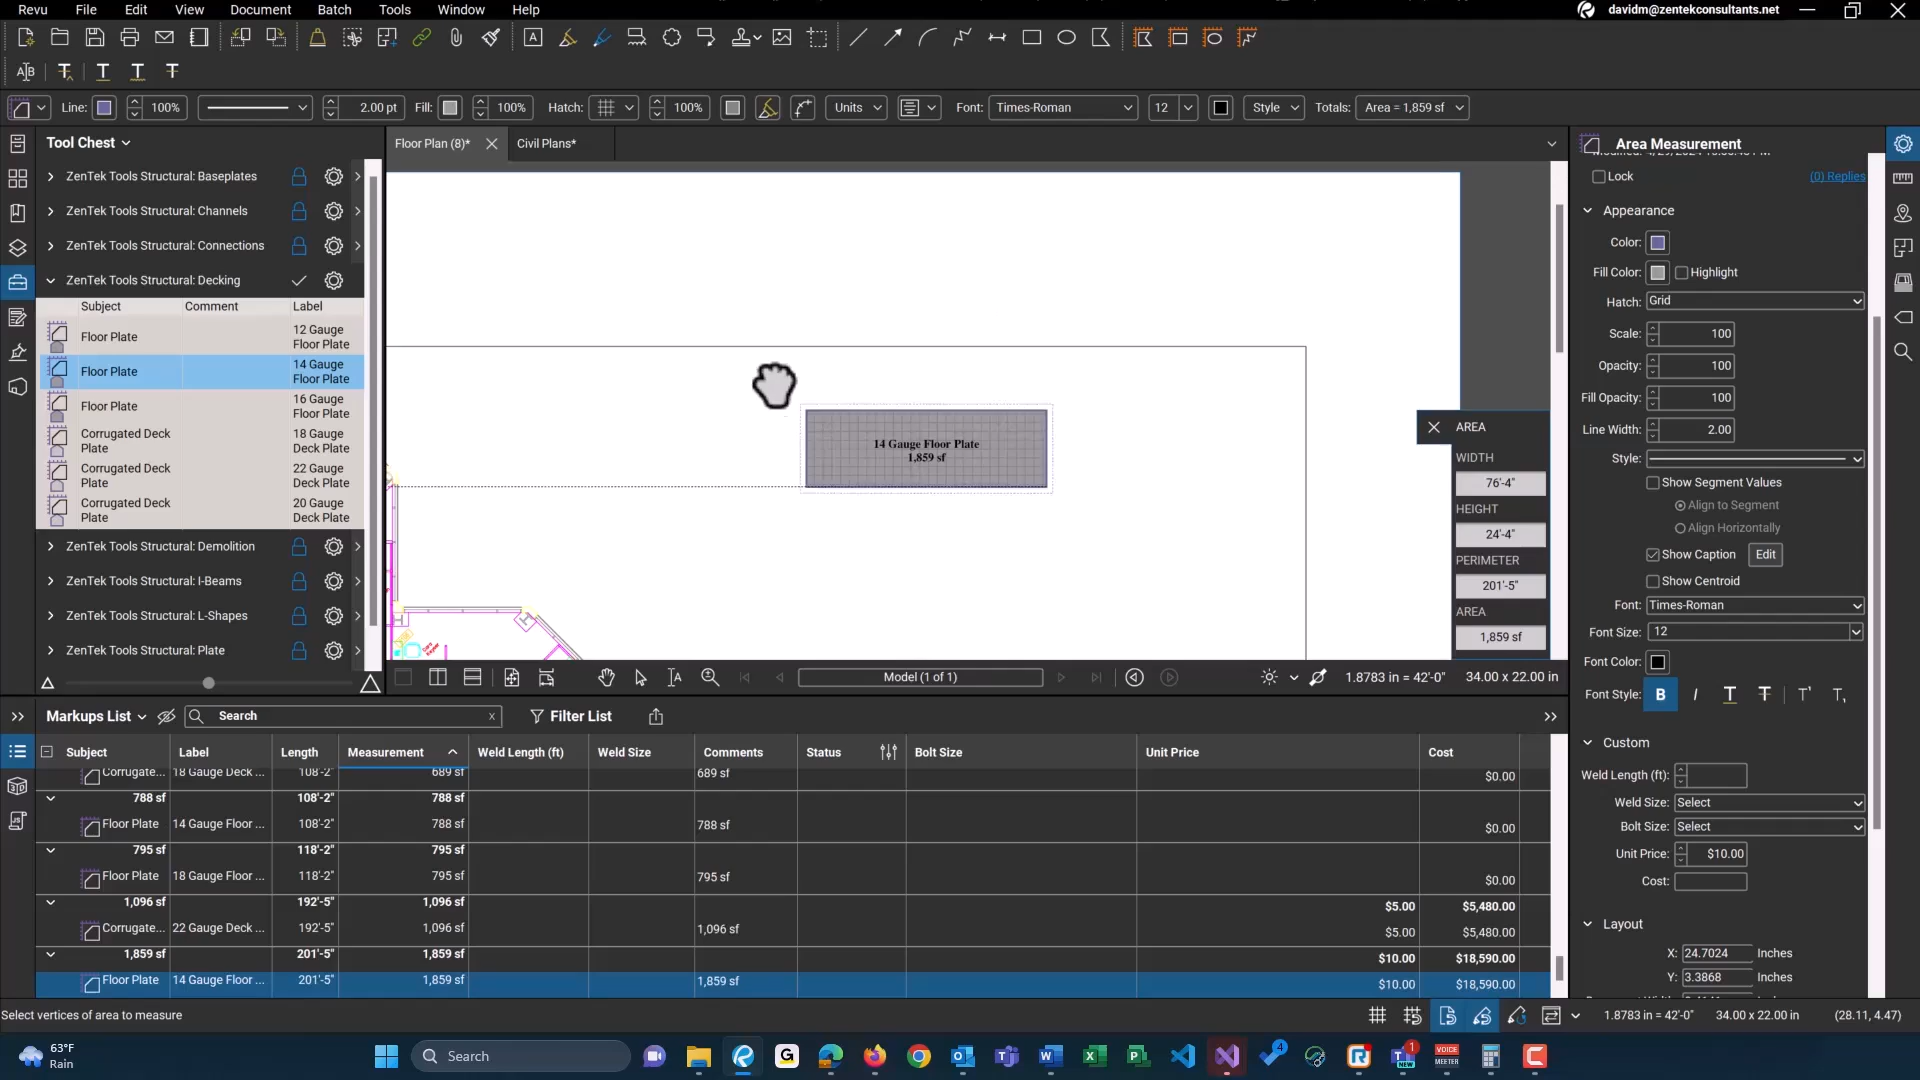 Revu File Edit View Document Batch Tools Window Help davidm@zentekconsultants.net
Line: 100% 2.00 pt Fill: 100% Hatch: 100% Units Font: Times-Roman 12 Style Totals: Area = 1,859 sf
Tool Chest Floor Plan (8)* Civil Plans* Area Measurement
ZenTek Tools Structural: Baseplates
ZenTek Tools Structural: Channels
ZenTek Tools Structural: Connections
ZenTek Tools Structural: Decking
Subject Comment Label
Floor Plate 12 Gauge Floor Plate
Floor Plate 14 Gauge Floor Plate
Floor Plate 16 Gauge Floor Plate
Corrugated Deck Plate 18 Gauge Deck Plate
Corrugated Deck Plate 22 Gauge Deck Plate
Corrugated Deck Plate 20 Gauge Deck Plate
ZenTek Tools Structural: Demolition
ZenTek Tools Structural: I-Beams
ZenTek Tools Structural: L-Shapes
ZenTek Tools Structural: Plate
14 Gauge Floor Plate
1,859 sf
AREA
WIDTH
76'-4"
HEIGHT
24'-4"
PERIMETER
201'-5"
AREA
1,859 sf
Model (1 of 1) 1.8783 in = 42'-0" 34.00 x 22.00 in
Lock (0) Replies
Appearance
Color:
Fill Color: Highlight
Hatch: Grid
Scale: 100
Opacity: 100
Fill Opacity: 100
Line Width: 2.00
Style:
Show Segment Values
Align to Segment
Align Horizontally
Show Caption Edit
Show Centroid
Font: Times-Roman
Font Size: 12
Font Color:
Font Style: B I T T T T
Custom
Weld Length (ft):
Weld Size: Select
Bolt Size: Select
Unit Price: $10.00
Cost:
Layout
X: 24.7024 Inches
Y: 3.3868 Inches
Markups List Search x Filter List
Subject Label Length Measurement Weld Length (ft) Weld Size Comments Status Bolt Size Unit Price Cost
Corrugate... 18 Gauge Deck ... 108'-2" 689 sf 689 sf $0.00
788 sf 108'-2" 788 sf
Floor Plate 14 Gauge Floor ... 108'-2" 788 sf 788 sf $0.00
795 sf 118'-2" 795 sf
Floor Plate 18 Gauge Floor ... 118'-2" 795 sf 795 sf $0.00
1,096 sf 192'-5" 1,096 sf $5.00 $5,480.00
Corrugate... 22 Gauge Deck ... 192'-5" 1,096 sf 1,096 sf $5.00 $5,480.00
1,859 sf 201'-5" 1,859 sf $10.00 $18,590.00
Floor Plate 14 Gauge Floor ... 201'-5" 1,859 sf 1,859 sf $10.00 $18,590.00
Select vertices of area to measure 1.8783 in = 42'-0" 34.00 x 22.00 in (28.11, 4.47)
63°F
Rain
Search
4
1
NEW
VOICE
MEETER